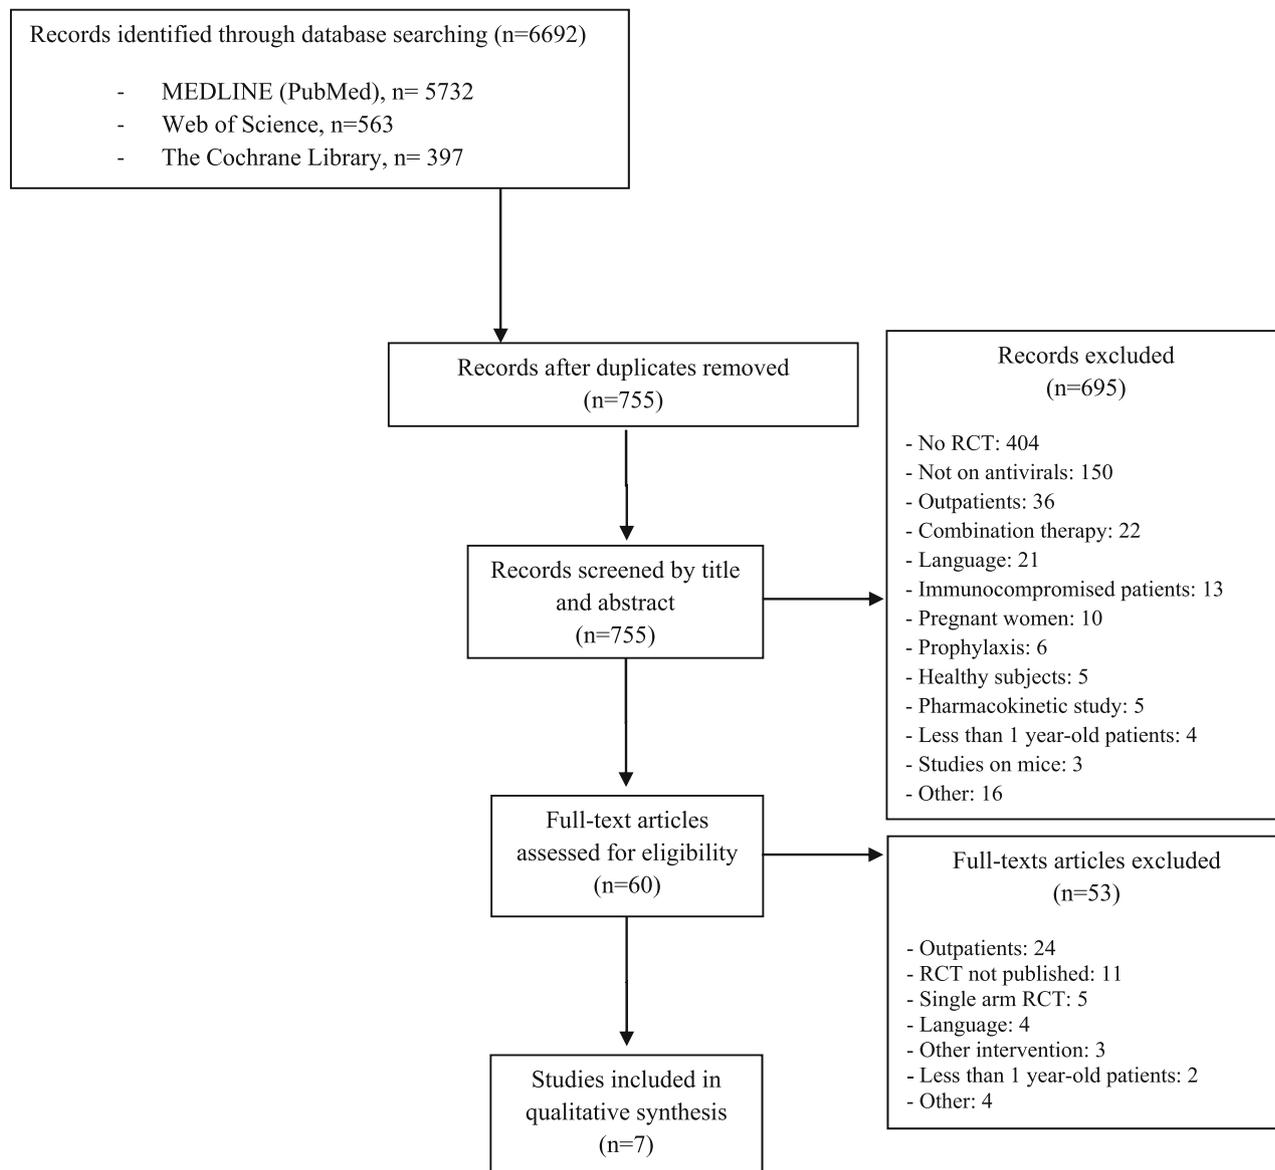 Records identified through database searching (n=6692)
- MEDLINE (PubMed), n= 5732
- Web of Science, n=563
- The Cochrane Library, n= 397
Records after duplicates removed
(n=755)
Records screened by title
and abstract
(n=755)
Records excluded
(n=695)
- No RCT: 404
- Not on antivirals: 150
- Outpatients: 36
- Combination therapy: 22
- Language: 21
- Immunocompromised patients: 13
- Pregnant women: 10
- Prophylaxis: 6
- Healthy subjects: 5
- Pharmacokinetic study: 5
- Less than 1 year-old patients: 4
- Studies on mice: 3
- Other: 16
Full-text articles
assessed for eligibility
(n=60)
Full-texts articles excluded
(n=53)
- Outpatients: 24
- RCT not published: 11
- Single arm RCT: 5
- Language: 4
- Other intervention: 3
- Less than 1 year-old patients: 2
- Other: 4
Studies included in
qualitative synthesis
(n=7)